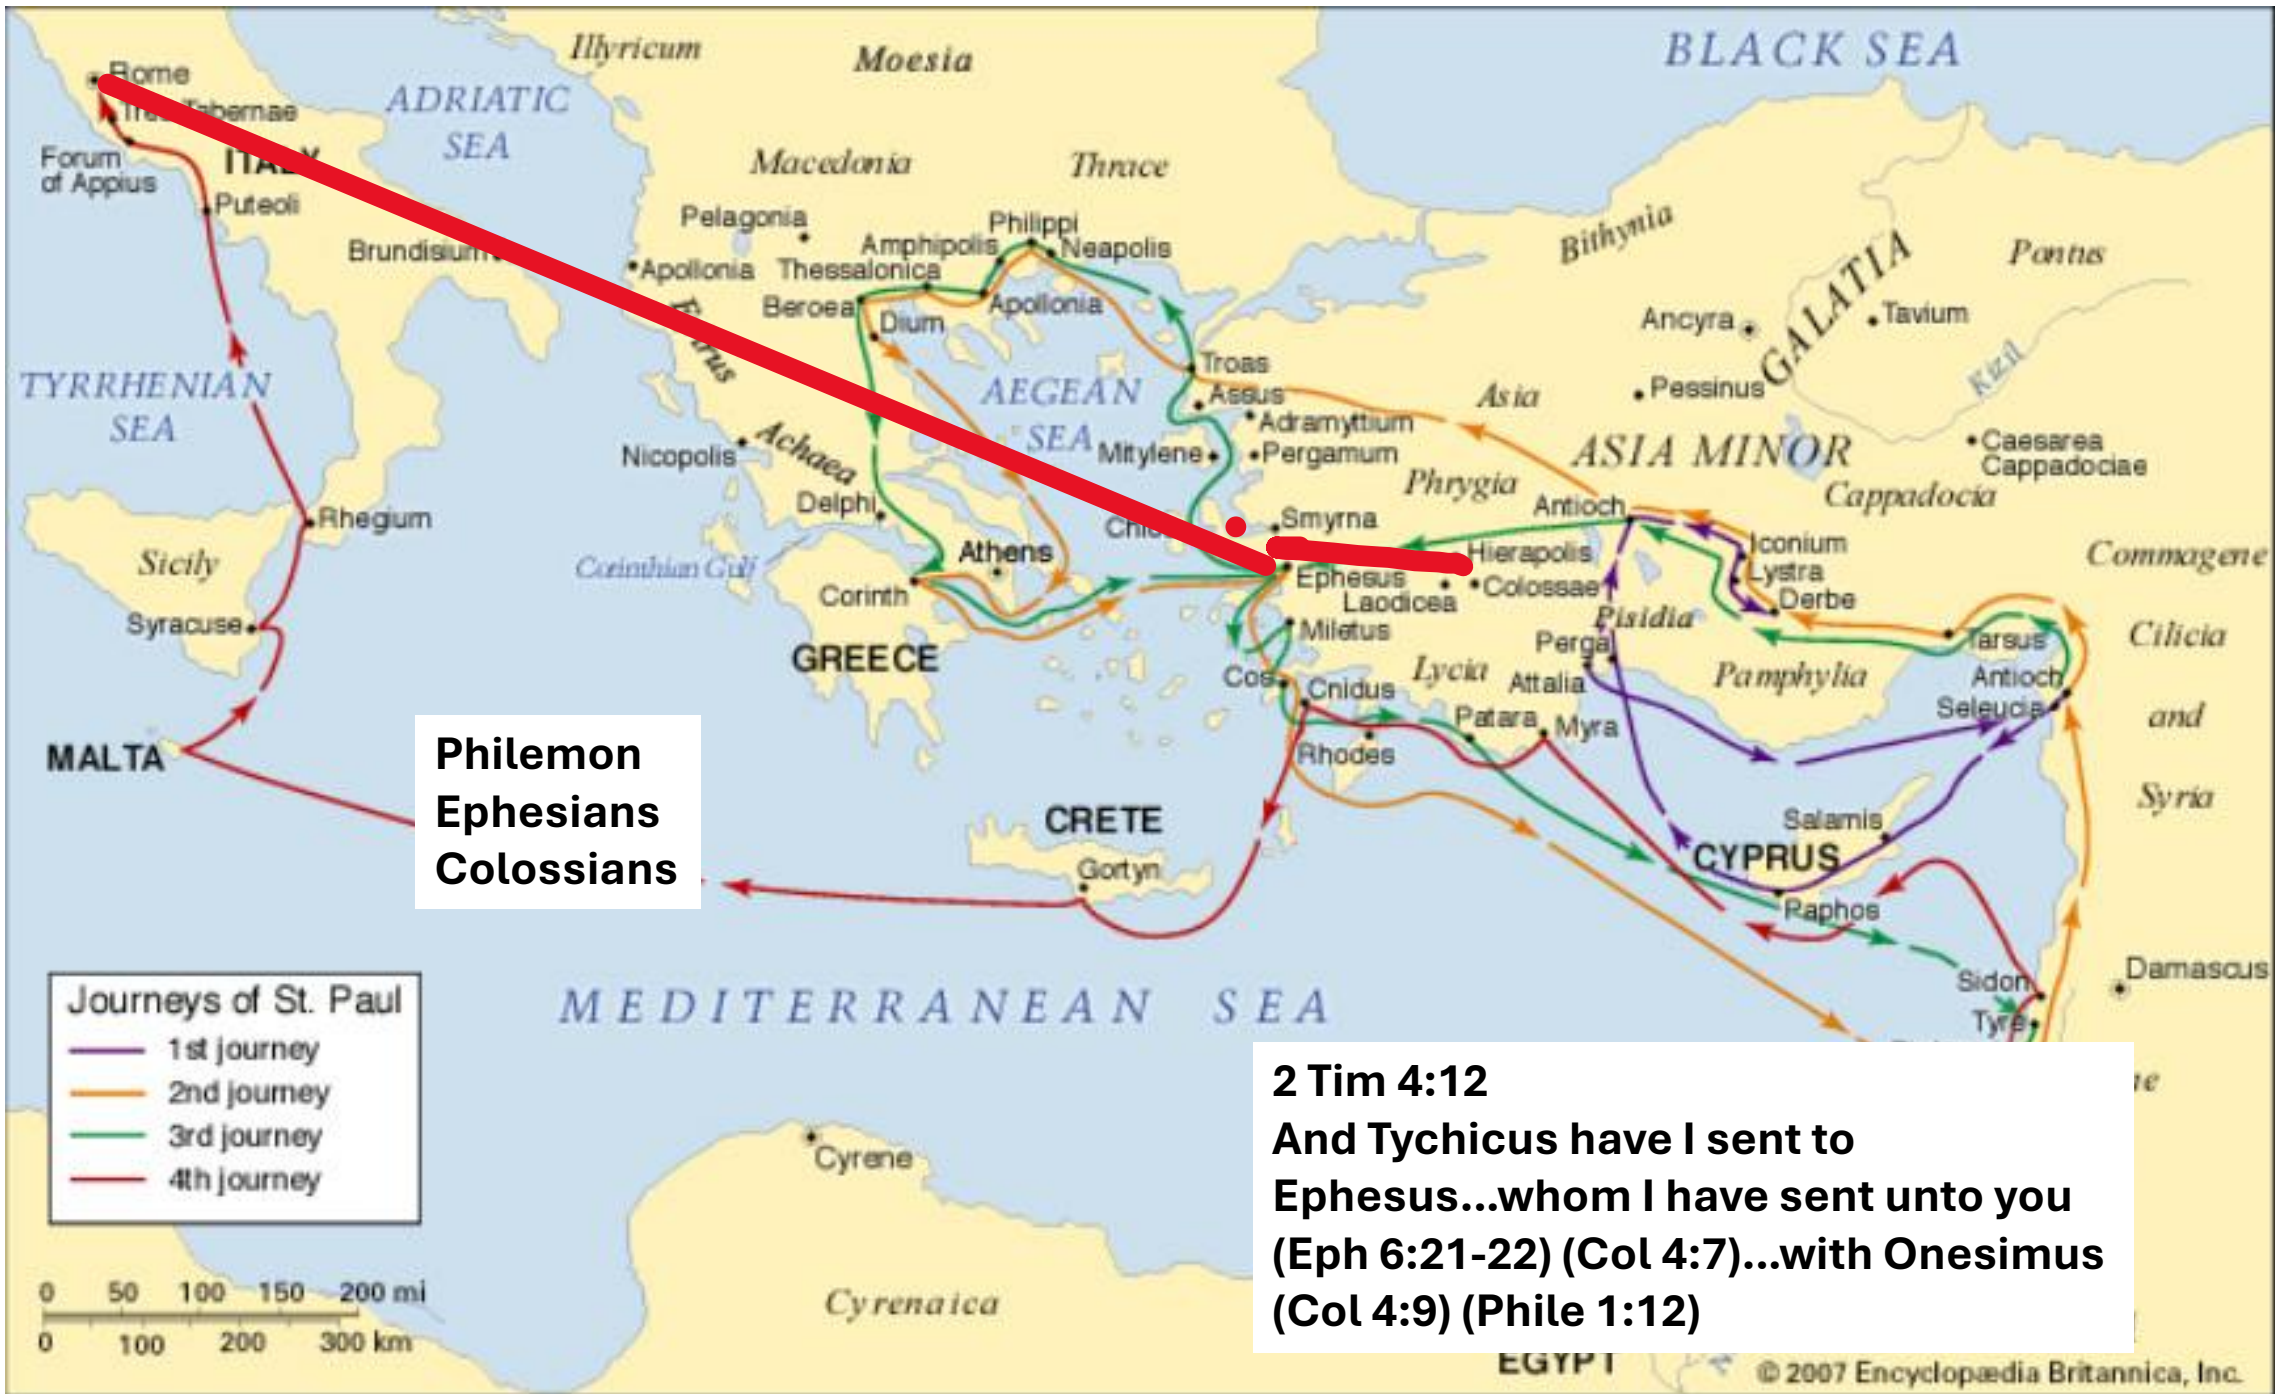 Illyricum
Moesia
BLACK SEA
Rome
Tres Tabernae
ADRIATIC
SEA
Forum
of Appius
ITALY
Puteoli
Brundisium
Macedonia
Thrace
Pelagonia
Philippi
Amphipolis
Neapolis
Apollonia
Thessalonica
Beroea
Apollonia
Dium
Epirus
Bithynia
GALATIA
Pontus
Ancyra
Tavium
Kizil
Pessinus
TYRRHENIAN
SEA
AEGEAN
SEA
Troas
Assus
Adramyttium
Mitylene
Pergamum
Asia
ASIA MINOR
Caesarea
Cappadociae
Nicopolis
Achaea
Delphi
Phrygia
Cappadocia
Antioch
Rhegium
Sicily
Smyrna
Corinthian Gulf
Athens
Hierapolis
Iconium
Commagene
Corinth
Ephesus
Colossae
Lystra
Laodicea
Derbe
Syracuse
Miletus
Pisidia
GREECE
Perga
Tarsus
Cilicia
Cos
Cnidus
Lycia
Attalia
Pamphylia
Antioch
Seleucia
and
Patara
Myra
MALTA
Rhodes
Syria
Philemon
Ephesians
Colossians
CRETE
Gortyn
Salamis
CYPRUS
Paphos
Sidon
Damascus
Tyre
MEDITERRANEAN SEA
Journeys of St. Paul
1st journey
2nd journey
3rd journey
4th journey
Cyrene
Cyrenaica
2 Tim 4:12
And Tychicus have I sent to
Ephesus...whom I have sent unto you
(Eph 6:21-22) (Col 4:7)...with Onesimus
(Col 4:9) (Phile 1:12)
0 50 100 150 200 mi
0 100 200 300 km
EGYPT
© 2007 Encyclopædia Britannica, Inc.